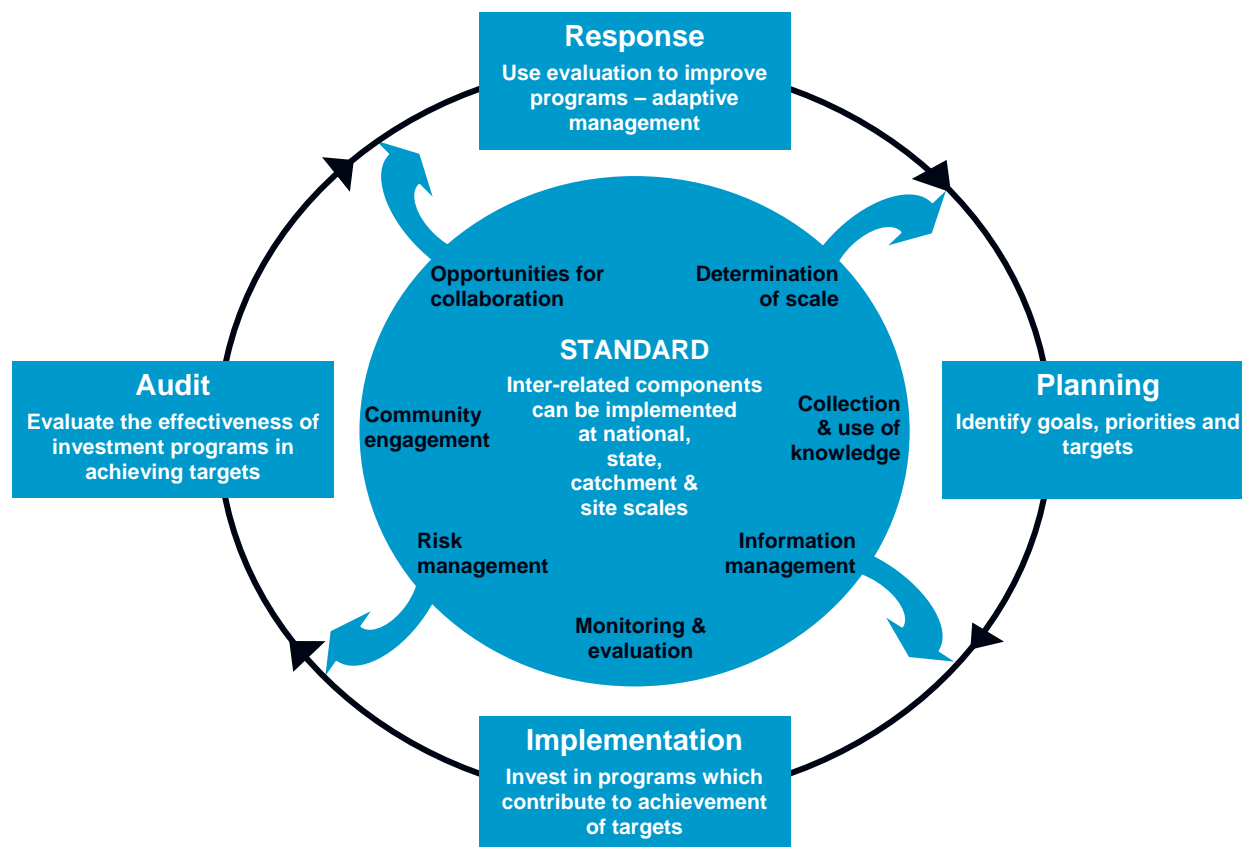 Response
Use evaluation to improve
programs – adaptive
management
Opportunities for
collaboration
Determination
of scale
STANDARD
Inter-related components
can be implemented
at national,
state,
catchment &
site scales
Audit
Evaluate the effectiveness of
investment programs in
achieving targets
Community
engagement
Collection
& use of
knowledge
Planning
Identify goals, priorities and
targets
Risk
management
Information
management
Monitoring &
evaluation
Implementation
Invest in programs which
contribute to achievement
of targets